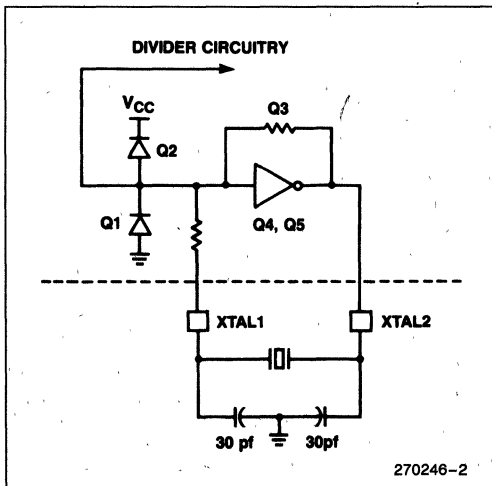 DIVIDER CIRCUITRY
VCC
Q3
Q2
Q1
Q4, Q5
XTAL1
XTAL2
30 pf
30pf
270246-2